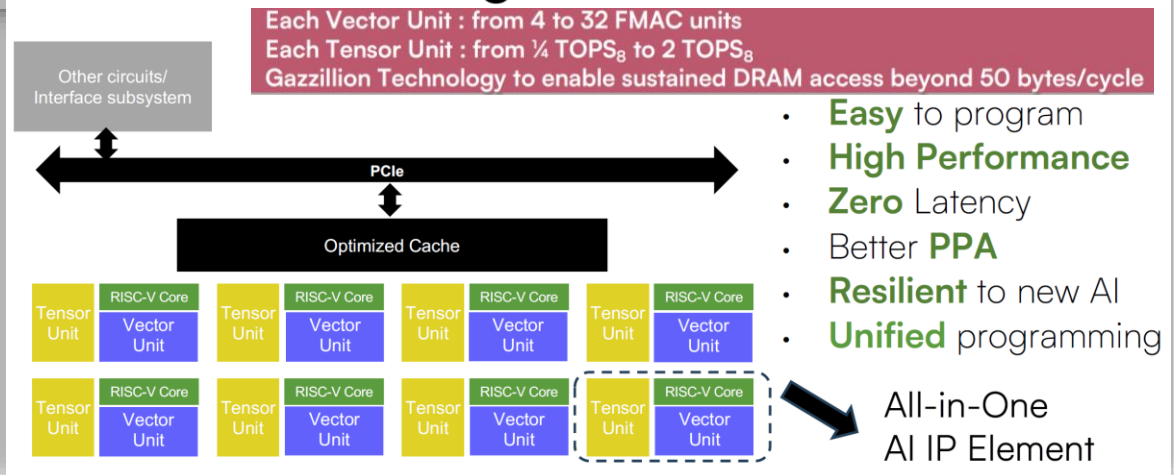 Each Vector Unit : from 4 to 32 FMAC units
Each Tensor Unit : from ¼ TOPS₈ to 2 TOPS₈
Gazzillion Technology to enable sustained DRAM access beyond 50 bytes/cycle
Other circuits/
Interface subsystem
PCIe
Optimized Cache
Tensor
Unit
RISC-V Core
Vector
Unit
Tensor
Unit
RISC-V Core
Vector
Unit
Tensor
Unit
RISC-V Core
Vector
Unit
Tensor
Unit
RISC-V Core
Vector
Unit
Tensor
Unit
RISC-V Core
Vector
Unit
Tensor
Unit
RISC-V Core
Vector
Unit
Tensor
Unit
RISC-V Core
Vector
Unit
Tensor
Unit
RISC-V Core
Vector
Unit
• Easy to program
• High Performance
• Zero Latency
• Better PPA
• Resilient to new AI
• Unified programming
All-in-One
AI IP Element